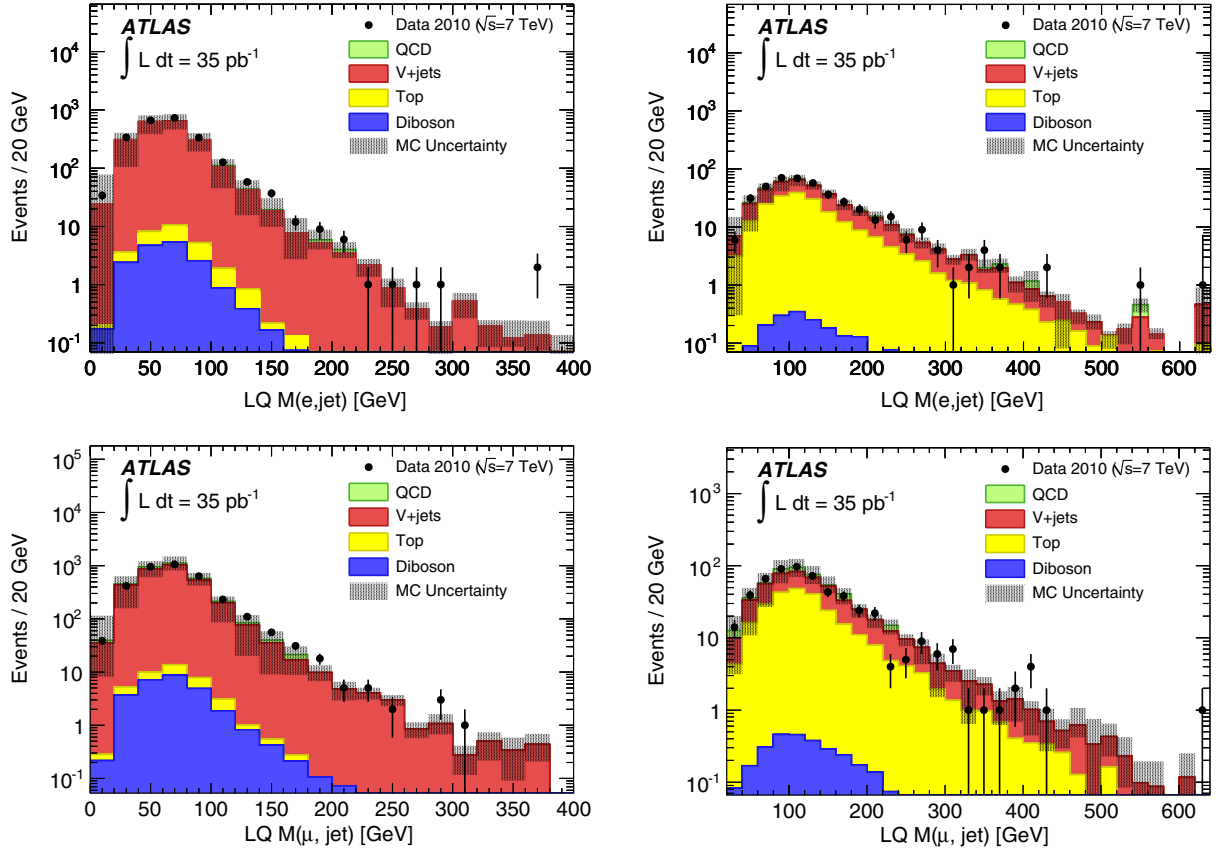 ATLAS
∫ L dt = 35 pb⁻¹
Data 2010 (√s=7 TeV)
QCD
V+jets
Top
Diboson
MC Uncertainty
Events / 20 GeV
10⁴
10³
10²
10
1
10⁻¹
0 50 100 150 200 250 300 350 400
LQ M(e,jet) [GeV]
ATLAS
∫ L dt = 35 pb⁻¹
Data 2010 (√s=7 TeV)
QCD
V+jets
Top
Diboson
MC Uncertainty
Events / 20 GeV
10⁴
10³
10²
10
1
10⁻¹
100 200 300 400 500 600
LQ M(e,jet) [GeV]
ATLAS
∫ L dt = 35 pb⁻¹
Data 2010 (√s=7 TeV)
QCD
V+jets
Top
Diboson
MC Uncertainty
Events / 20 GeV
10⁵
10⁴
10³
10²
10
1
10⁻¹
0 50 100 150 200 250 300 350 400
LQ M(μ, jet) [GeV]
ATLAS
∫ L dt = 35 pb⁻¹
Data 2010 (√s=7 TeV)
QCD
V+jets
Top
Diboson
MC Uncertainty
Events / 20 GeV
10³
10²
10
1
10⁻¹
100 200 300 400 500 600
LQ M(μ, jet) [GeV]